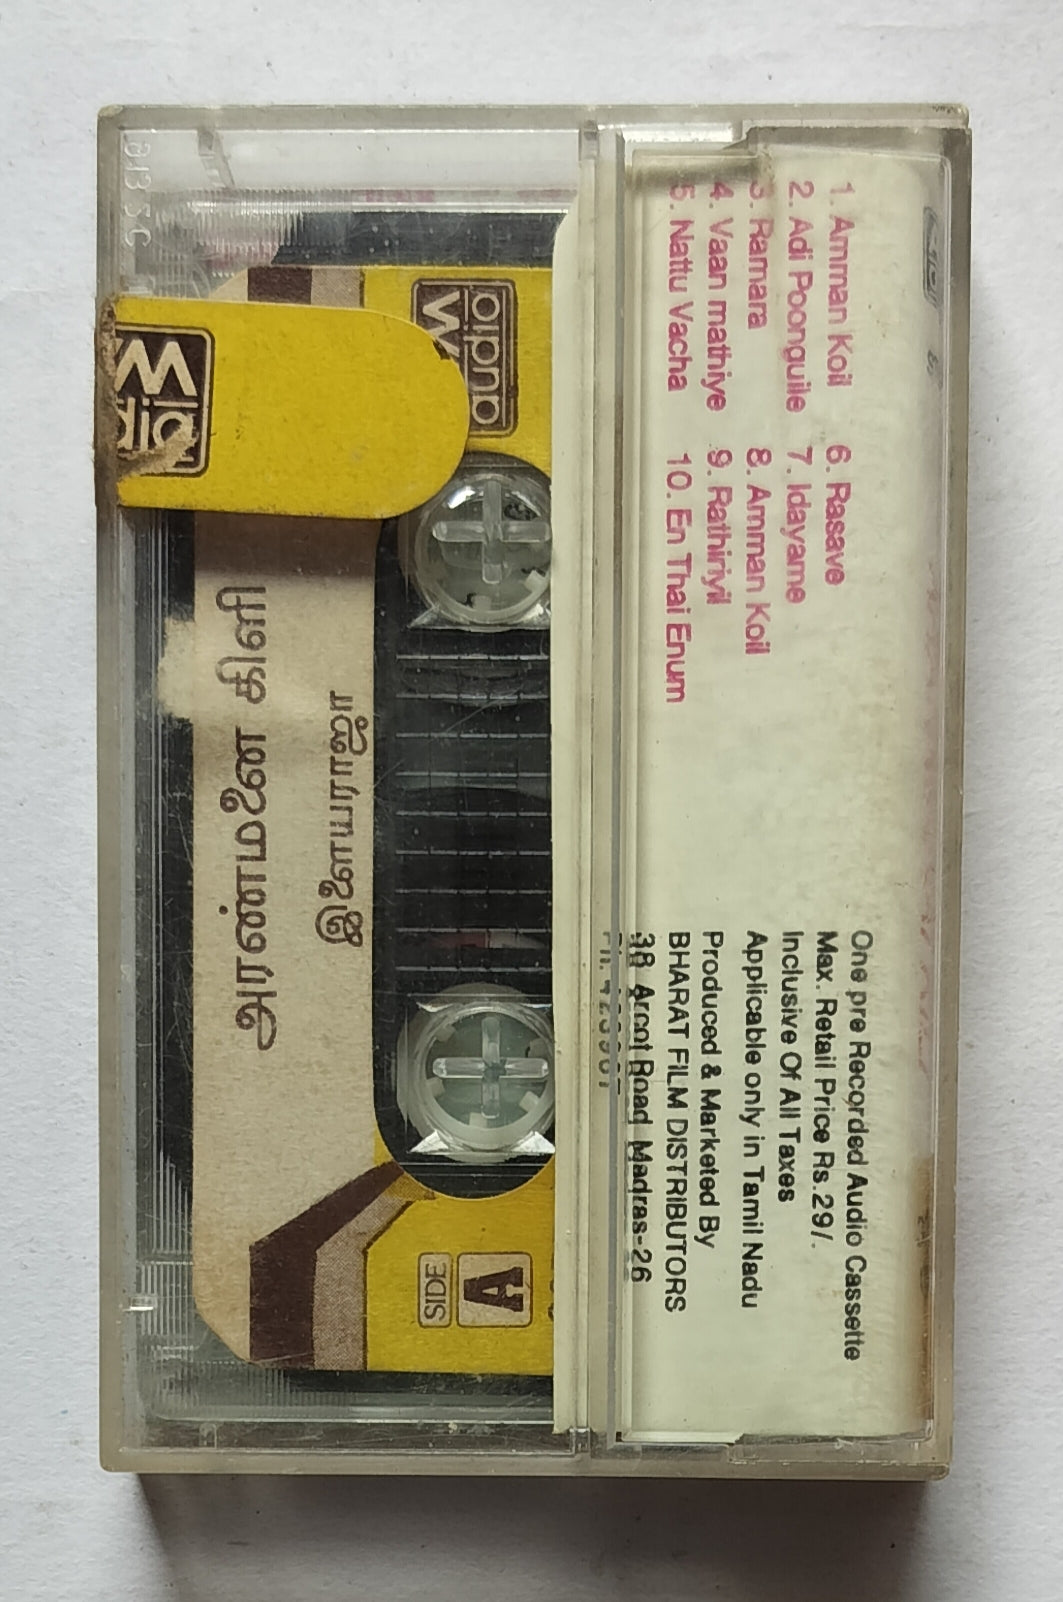 1. Amman Koil
2. Adi Poonguile
3. Ramara
4. Vaan mathiye
5. Nattu Vacha
6. Rasave
7. Idayame
8. Amman Koil
9. Rathiriyil
10. En Thai Enum
One pre Recorded Audio Cassette
Max. Retail Price Rs.29/.
Inclusive Of All Taxes
Applicable only in Tamil Nadu
Produced & Marketed By
BHARAT FILM DISTRIBUTORS
38, Arcot Road, Madras-26
Audio
A
SIDE
இளையராஜா
அரண்மனை கிளி